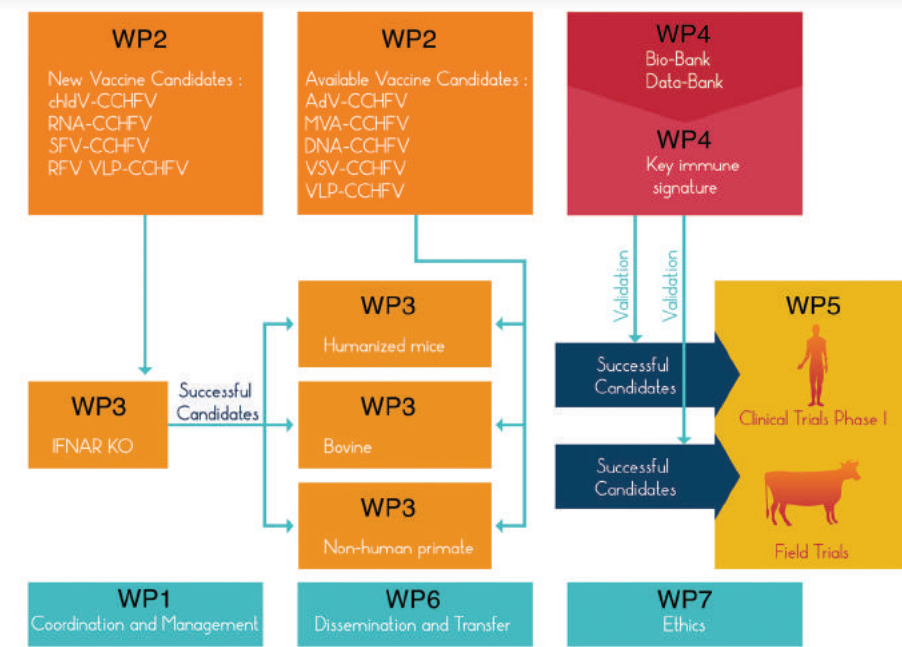 WP2
New Vaccine Candidates :
chIdV-CCHFV
RNA-CCHFV
SFV-CCHFV
RFV VLP-CCHFV
WP2
Available Vaccine Candidates :
AdV-CCHFV
MVA-CCHFV
DNA-CCHFV
VSV-CCHFV
VLP-CCHFV
WP4
Bio-Bank
Data-Bank
WP4
Key immune
signature
Validation
Validation
WP3
IFNAR KO
Successful
Candidates
WP3
Humanized mice
WP3
Bovine
WP3
Non-human primate
Successful
Candidates
Successful
Candidates
WP5
Clinical Trials Phase I
Field Trials
WP1
Coordination and Management
WP6
Dissemination and Transfer
WP7
Ethics